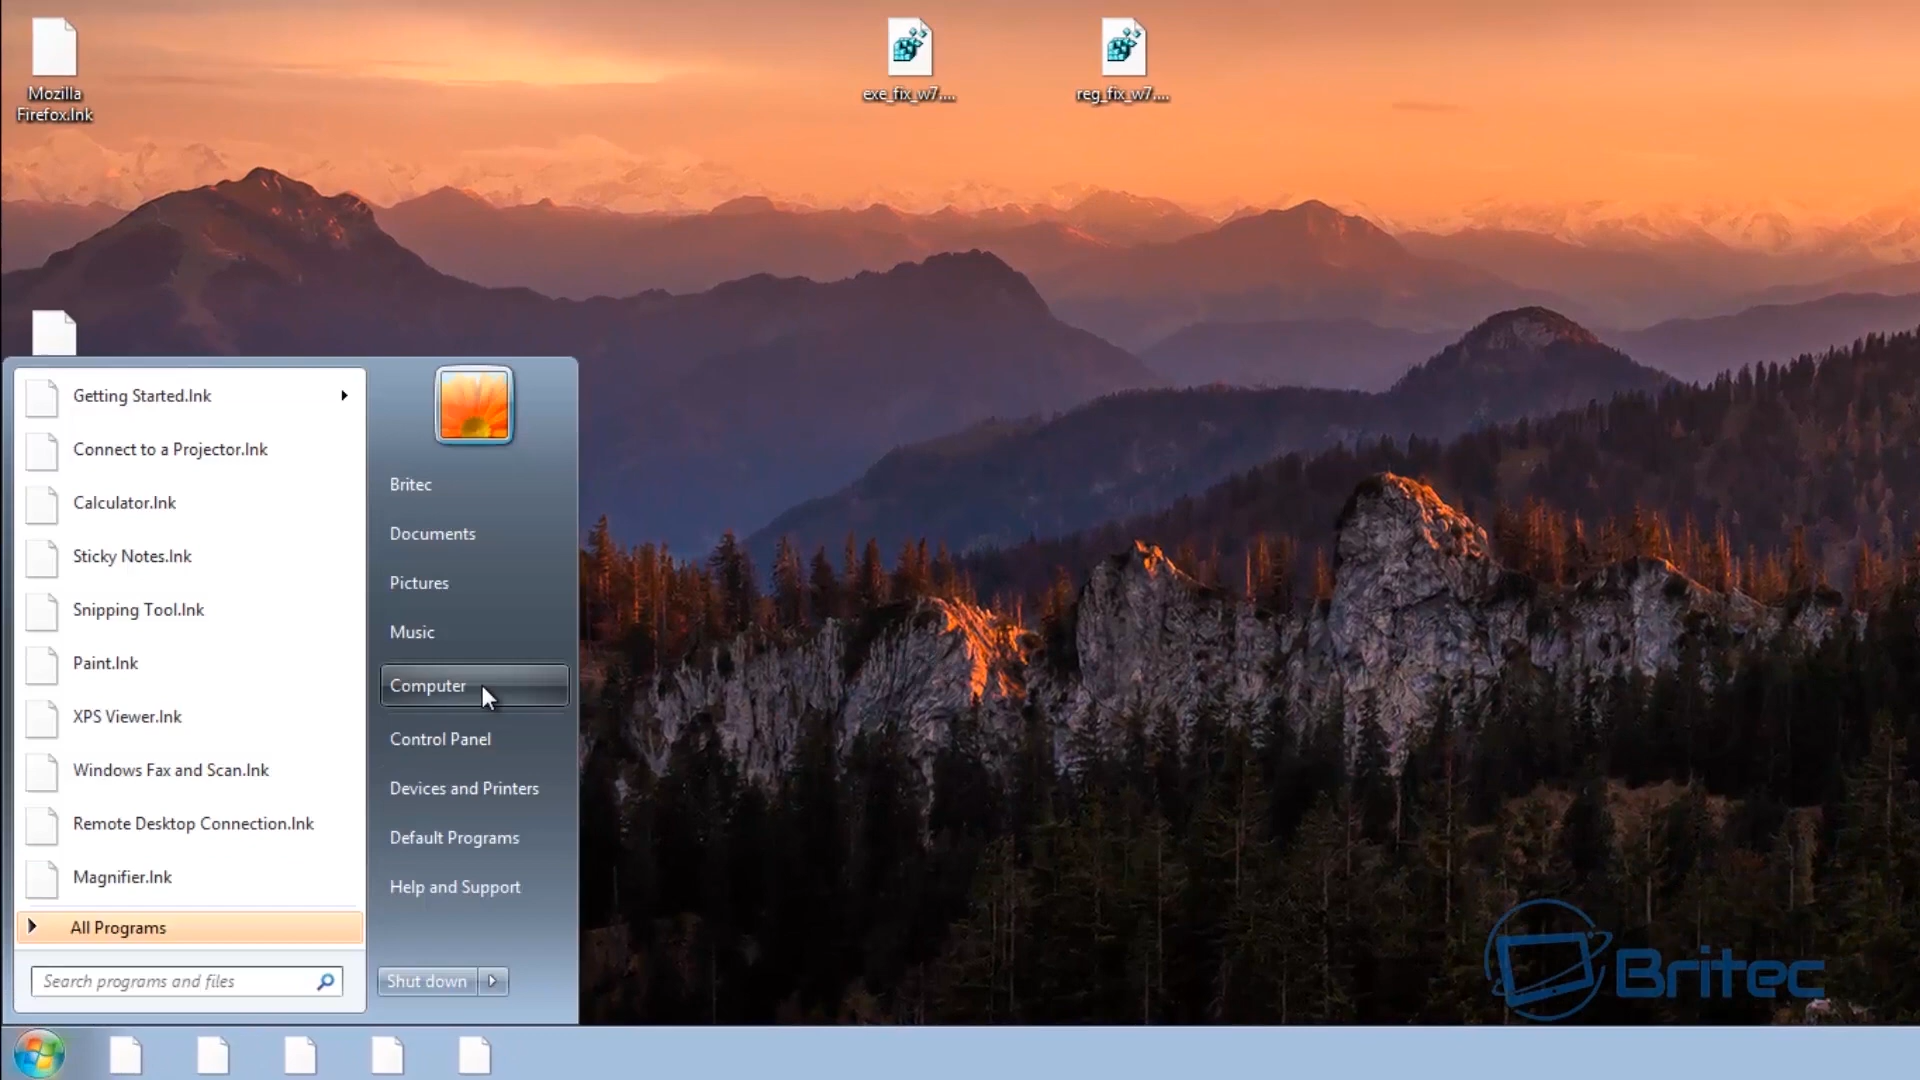 Mozilla
Firefox.lnk
exe_fix_w7....
reg_fix_w7....
Getting Started.lnk
Connect to a Projector.lnk
Calculator.lnk
Sticky Notes.lnk
Snipping Tool.lnk
Paint.lnk
XPS Viewer.lnk
Windows Fax and Scan.lnk
Remote Desktop Connection.lnk
Magnifier.lnk
All Programs
Search programs and files
Britec
Documents
Pictures
Music
Computer
Control Panel
Devices and Printers
Default Programs
Help and Support
Shut down
Britec